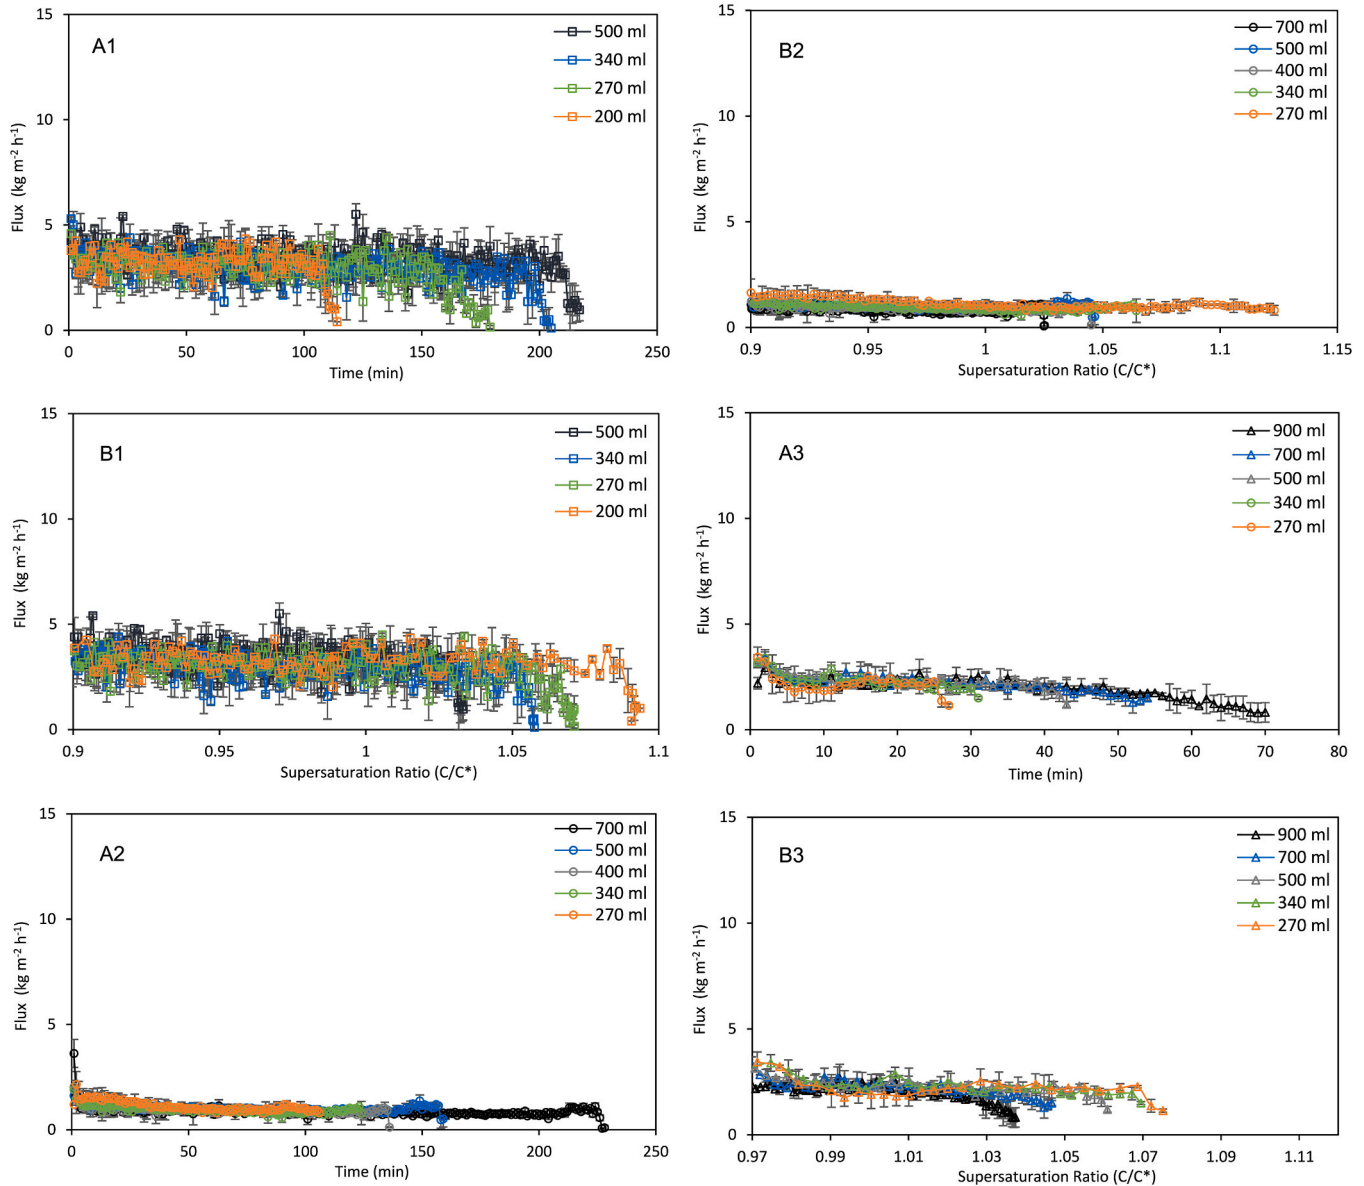 A1
500 ml
340 ml
270 ml
200 ml
15
10
5
0
Flux (kg m⁻² h⁻¹)
0 50 100 150 200 250
Time (min)
B2
700 ml
500 ml
400 ml
340 ml
270 ml
15
10
5
0
Flux (kg m⁻² h⁻¹)
0.9 0.95 1 1.05 1.1 1.15
Supersaturation Ratio (C/C*)
B1
500 ml
340 ml
270 ml
200 ml
15
10
5
0
Flux (kg m⁻² h⁻¹)
0.9 0.95 1 1.05 1.1
Supersaturation Ratio (C/C*)
A3
900 ml
700 ml
500 ml
340 ml
270 ml
15
10
5
0
Flux (kg m⁻² h⁻¹)
0 10 20 30 40 50 60 70 80
Time (min)
A2
700 ml
500 ml
400 ml
340 ml
270 ml
15
10
5
0
Flux (kg m⁻² h⁻¹)
0 50 100 150 200 250
Time (min)
B3
900 ml
700 ml
500 ml
340 ml
270 ml
15
10
5
0
Flux (kg m⁻² h⁻¹)
0.97 0.99 1.01 1.03 1.05 1.07 1.09 1.11
Supersaturation Ratio (C/C*)